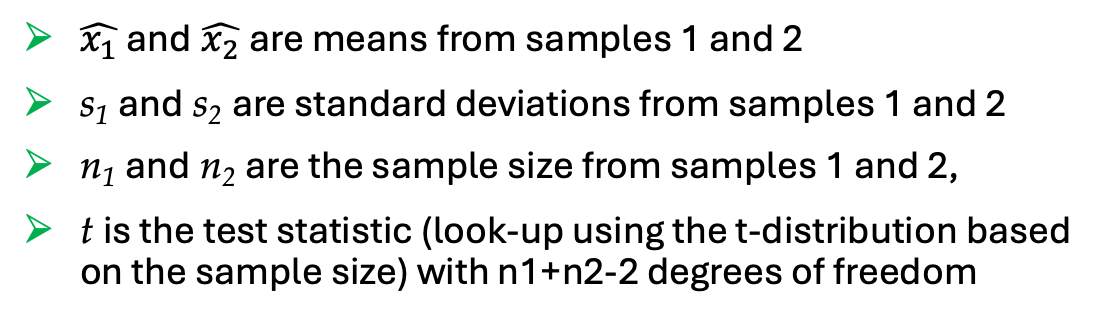 ➢ x̂₁ and x̂₂ are means from samples 1 and 2
➢ s₁ and s₂ are standard deviations from samples 1 and 2
➢ n₁ and n₂ are the sample size from samples 1 and 2,
➢ t is the test statistic (look-up using the t-distribution based
on the sample size) with n1+n2-2 degrees of freedom